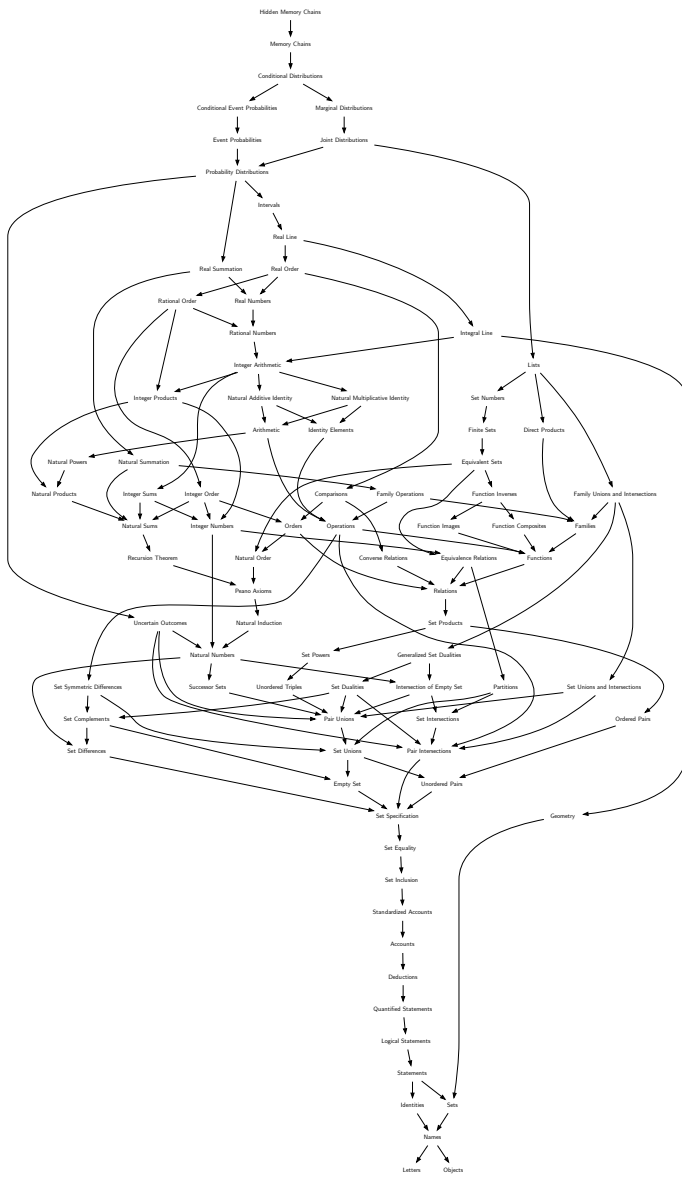 Hidden Memory Chains
Memory Chains
Conditional Distributions
Conditional Event Probabilities
Marginal Distributions
Event Probabilities
Joint Distributions
Probability Distributions
Intervals
Real Line
Real Summation
Real Order
Rational Order
Real Numbers
Rational Numbers
Integral Line
Integer Arithmetic
Lists
Integer Products
Natural Additive Identity
Natural Multiplicative Identity
Set Numbers
Arithmetic
Identity Elements
Finite Sets
Direct Products
Natural Powers
Natural Summation
Equivalent Sets
Natural Products
Integer Sums
Integer Order
Comparisons
Family Operations
Function Inverses
Family Unions and Intersections
Natural Sums
Integer Numbers
Orders
Operations
Function Images
Function Composites
Families
Recursion Theorem
Natural Order
Converse Relations
Equivalence Relations
Functions
Peano Axioms
Relations
Uncertain Outcomes
Natural Induction
Set Products
Natural Numbers
Set Powers
Generalized Set Dualities
Set Symmetric Differences
Successor Sets
Unordered Triples
Set Dualities
Intersection of Empty Set
Partitions
Set Unions and Intersections
Set Complements
Pair Unions
Set Intersections
Ordered Pairs
Set Differences
Set Unions
Pair Intersections
Empty Set
Unordered Pairs
Set Specification
Geometry
Set Equality
Set Inclusion
Standardized Accounts
Accounts
Deductions
Quantified Statements
Logical Statements
Statements
Identities
Sets
Names
Letters
Objects